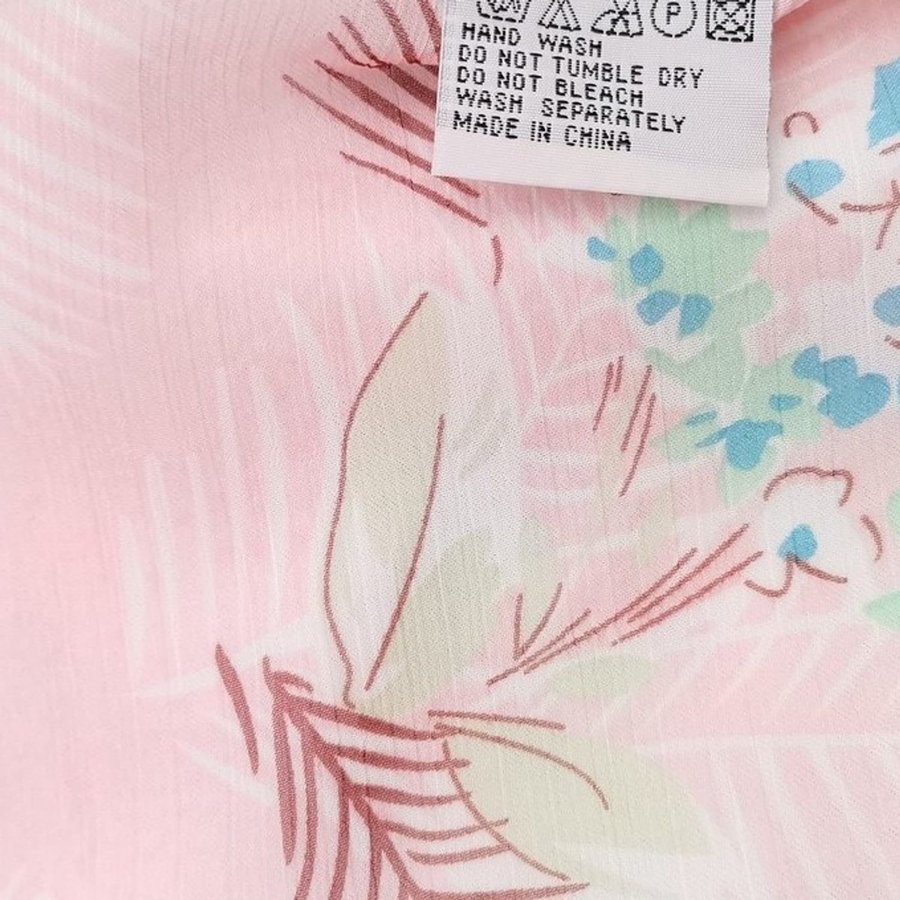 P
HAND WASH
DO NOT TUMBLE DRY
DO NOT BLEACH
WASH SEPARATELY
MADE IN CHINA